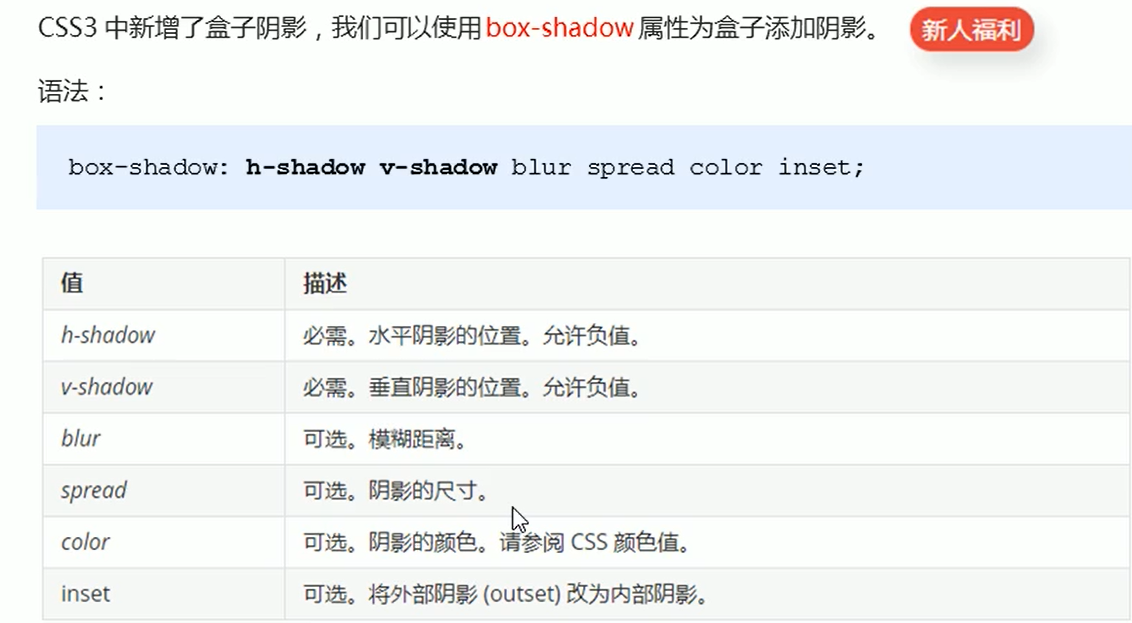 CSS3 中新增了盒子阴影，我们可以使用box-shadow属性为盒子添加阴影。 新人福利
语法：
box-shadow: h-shadow v-shadow blur spread color inset;
值 描述
h-shadow 必需。水平阴影的位置。允许负值。
v-shadow 必需。垂直阴影的位置。允许负值。
blur 可选。模糊距离。
spread 可选。阴影的尺寸。
color 可选。阴影的颜色。请参阅 CSS 颜色值。
inset 可选。将外部阴影 (outset) 改为内部阴影。